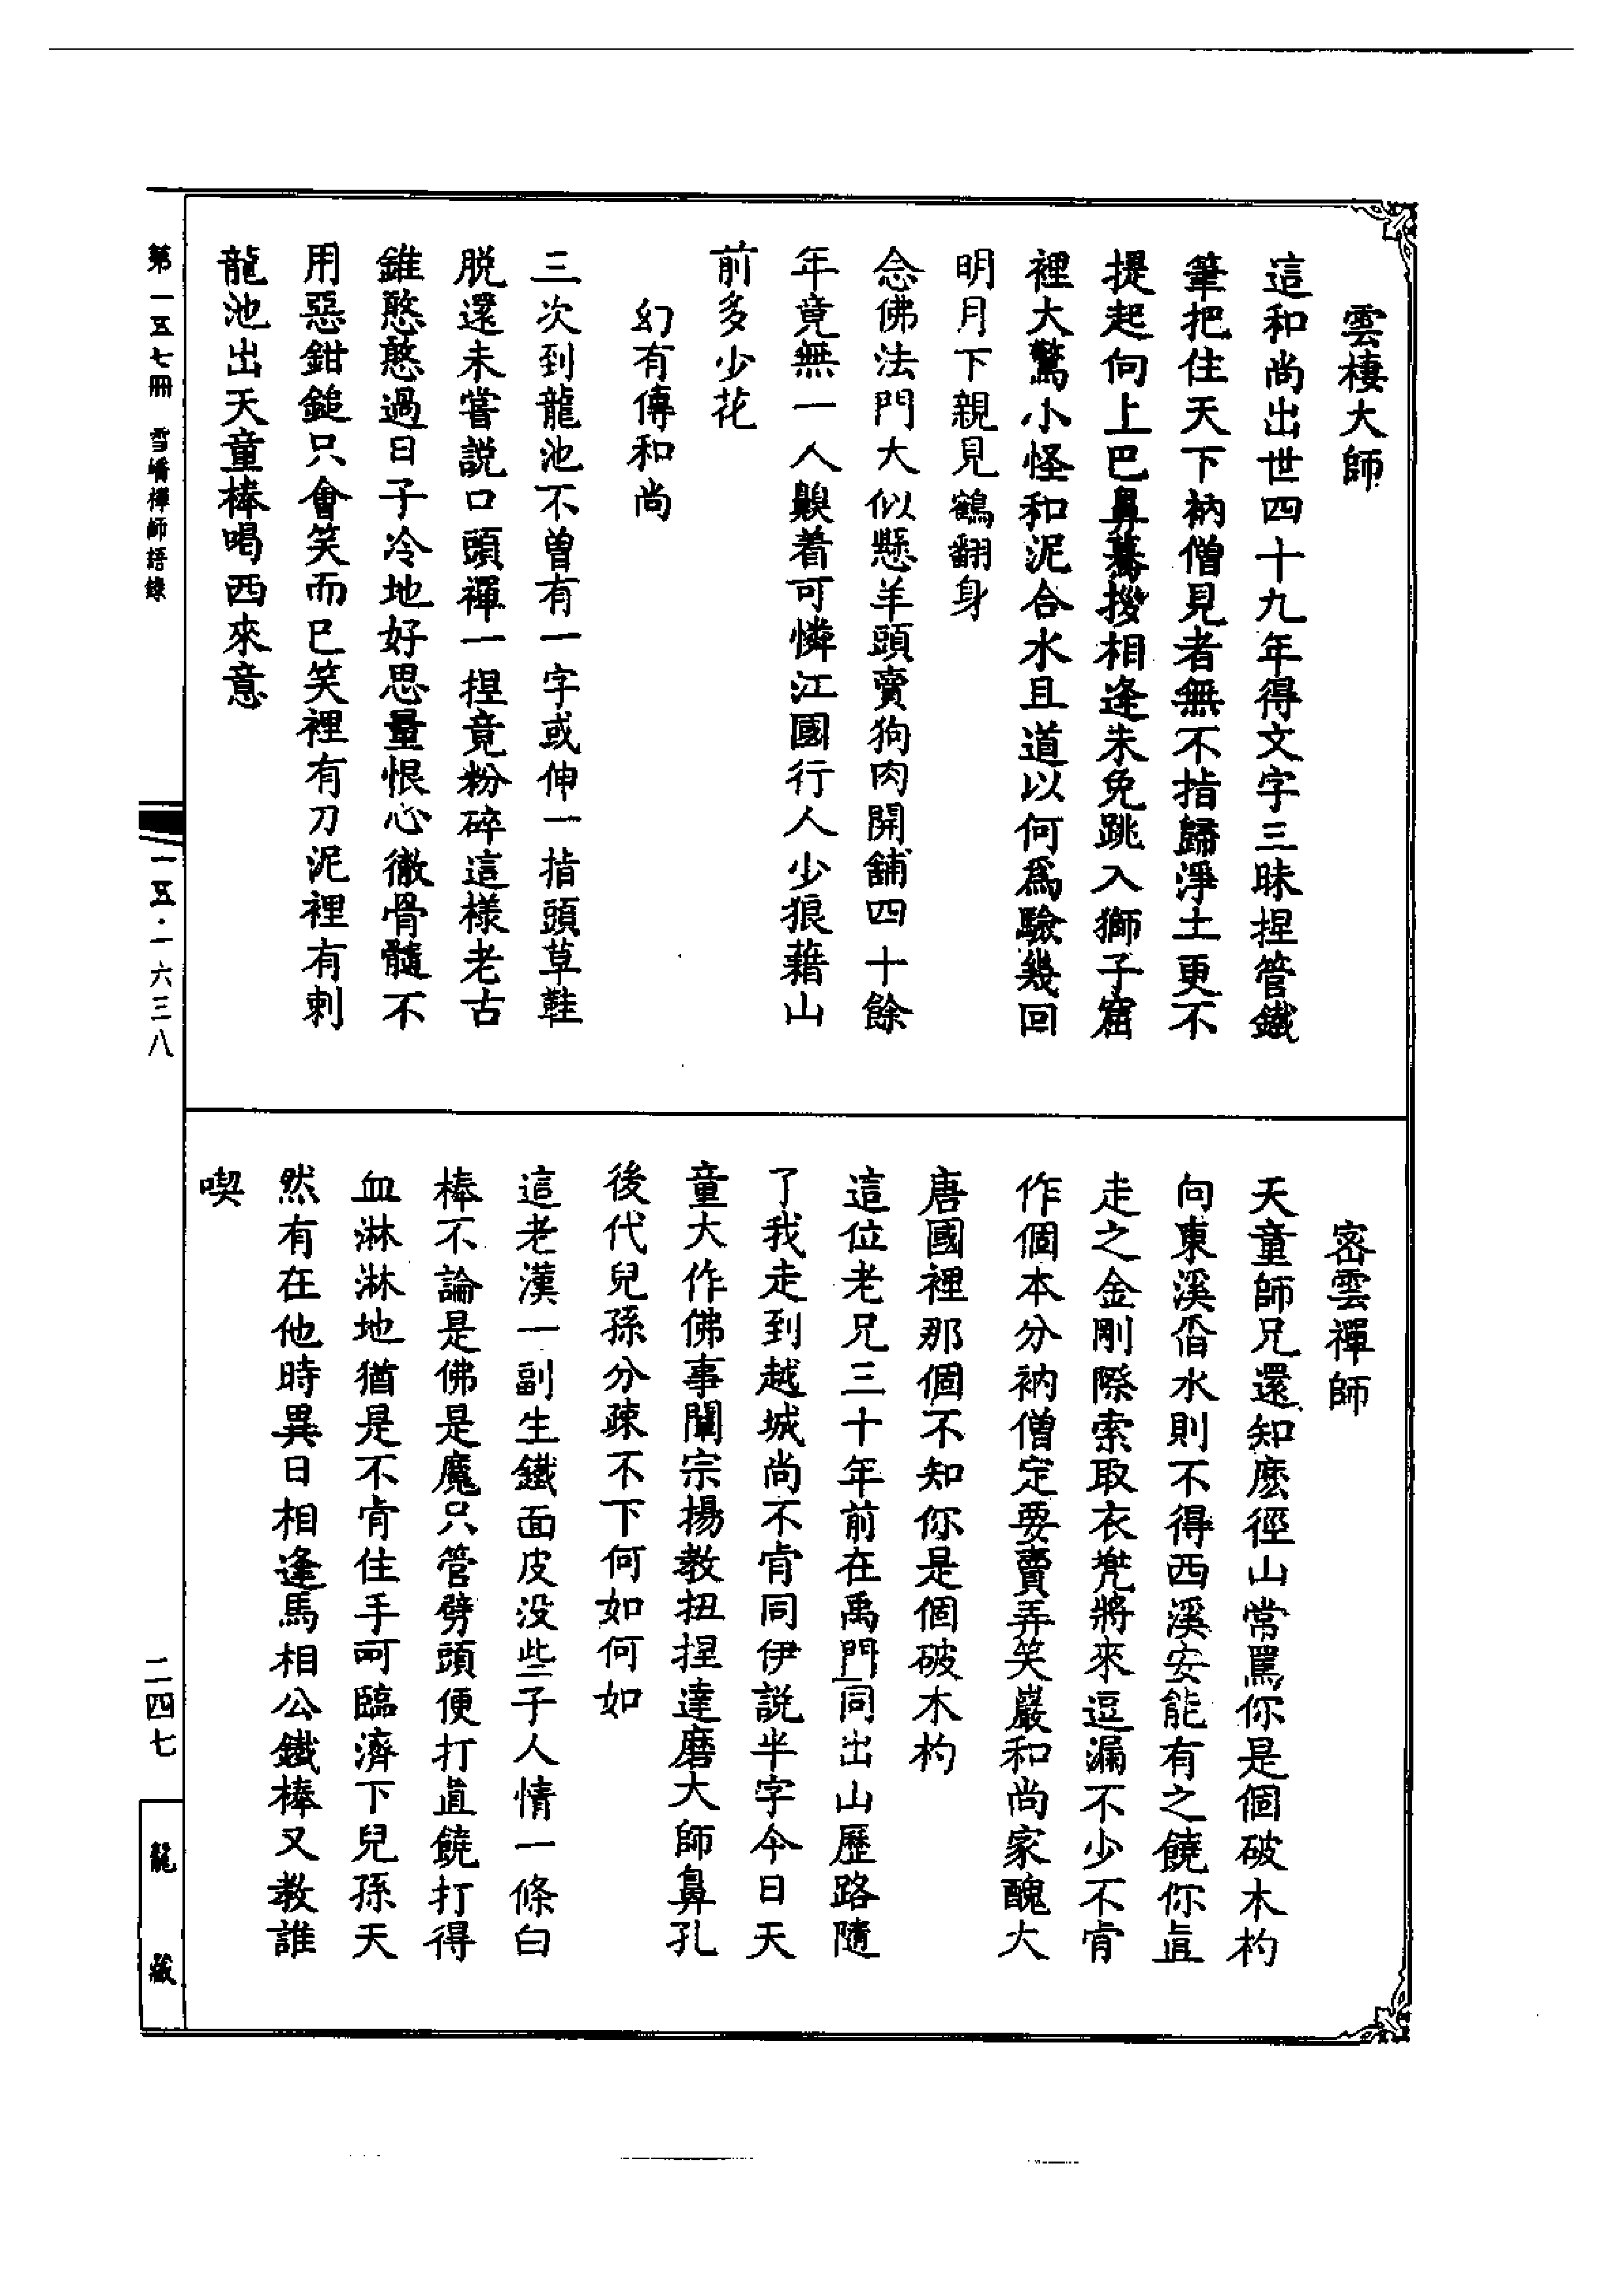 雲棲大師
這和尚出世四十九年得文字三昧捏管鐵
筆把住天下衲僧見者無不指歸淨土更不
提起向上巴鼻驀拶相逢未免跳入獅子窟
裡大驚小怪和泥合水且道以何爲驗幾回
明月下親見鶴翻身
念佛法門大似懸羊頭賣狗肉開舖四十餘
年竟無一人齅着可憐江國行人少狼藉山
前多少花
幻有傳和尚
三次到龍池不曾有一字或伸一指頭草鞋
脱還未嘗説口頭禪一捏竟粉碎這樣老古
錐憨憨過日子冷地好思量恨心徹骨髓不
用惡鉗鎚只會笑而已笑裡有刀泥裡有刺
龍池出天童棒喝西來意
密雲禪師
天童師兄還知麽徑山常罵你是個破木杓
向東溪舀水則不得西溪安能有之饒你直
走之金剛際索取衣兠將來逗漏不少不肯
作個本分衲僧定要賣弄笑巖和尚家醜大
唐國裡那個不知你是個破木杓
這位老兄三十年前在禹門同出山歷路隨
了我走到越城尚不肯同伊説半字今日天
童大作佛事闡宗揚教扭捏達磨大師鼻孔
後代兒孫分疎不下何如何如
這老漢一副生鐵面皮没些子人情一條白
棒不論是佛是魔只管劈頭便打直饒打得
血淋淋地猶是不肯住手呵臨濟下兒孫天
然有在他時異日相逢馬相公鐵棒又教誰
喫
第一五七冊 雪嶠禪師語錄
一五·一六三八
二四七
龍藏